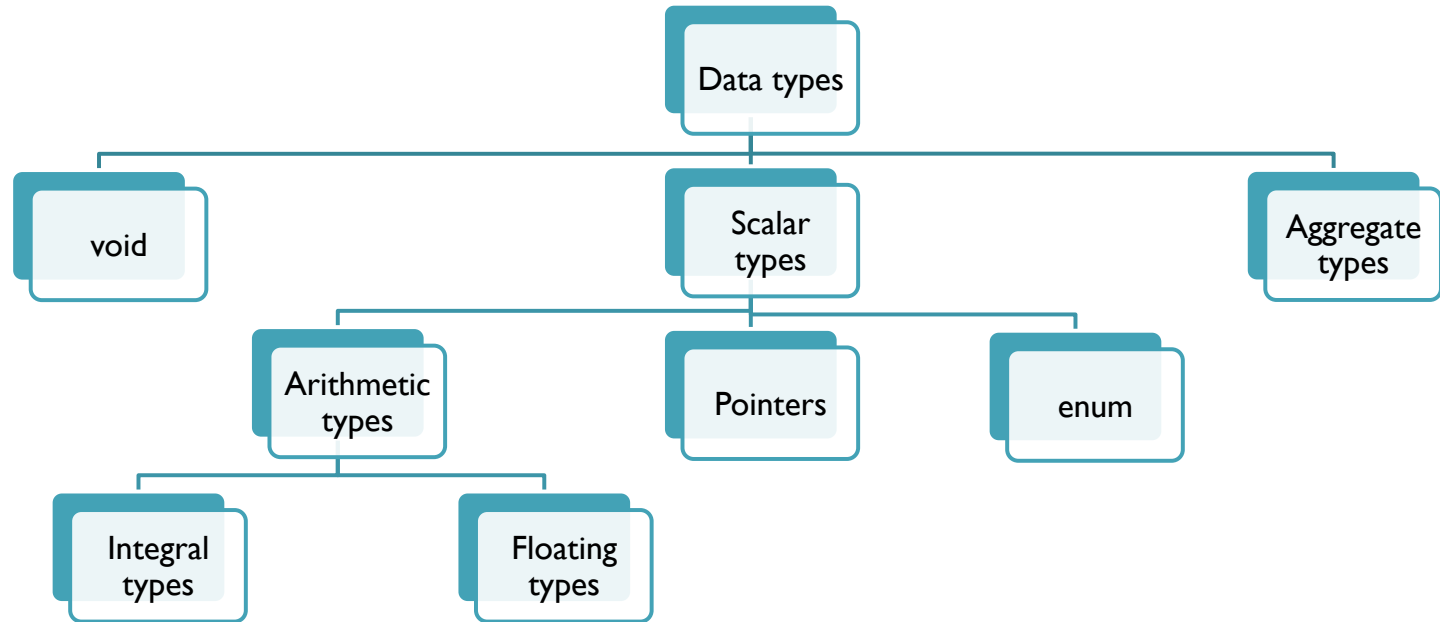 Data types
void
Scalar
types
Aggregate
types
Arithmetic
types
Pointers
enum
Integral
types
Floating
types